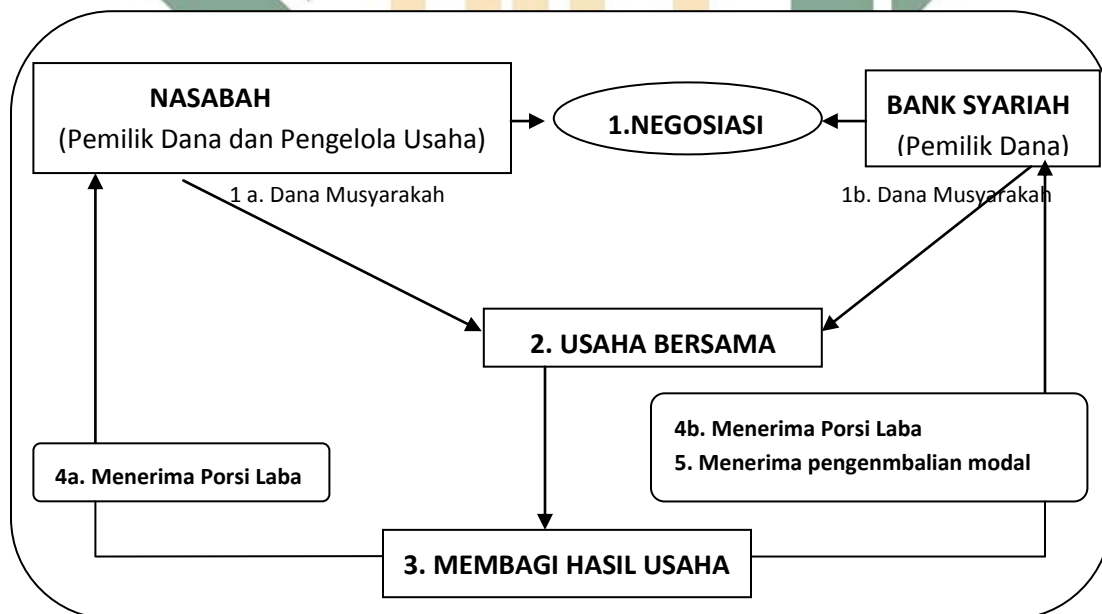 NASABAH
(Pemilik Dana dan Pengelola Usaha)
1.NEGOSIASI
BANK SYARIAH
(Pemilik Dana)
1 a. Dana Musyarakah
1b. Dana Musyarakah
2. USAHA BERSAMA
4b. Menerima Porsi Laba
5. Menerima pengenmbalian modal
4a. Menerima Porsi Laba
3. MEMBAGI HASIL USAHA